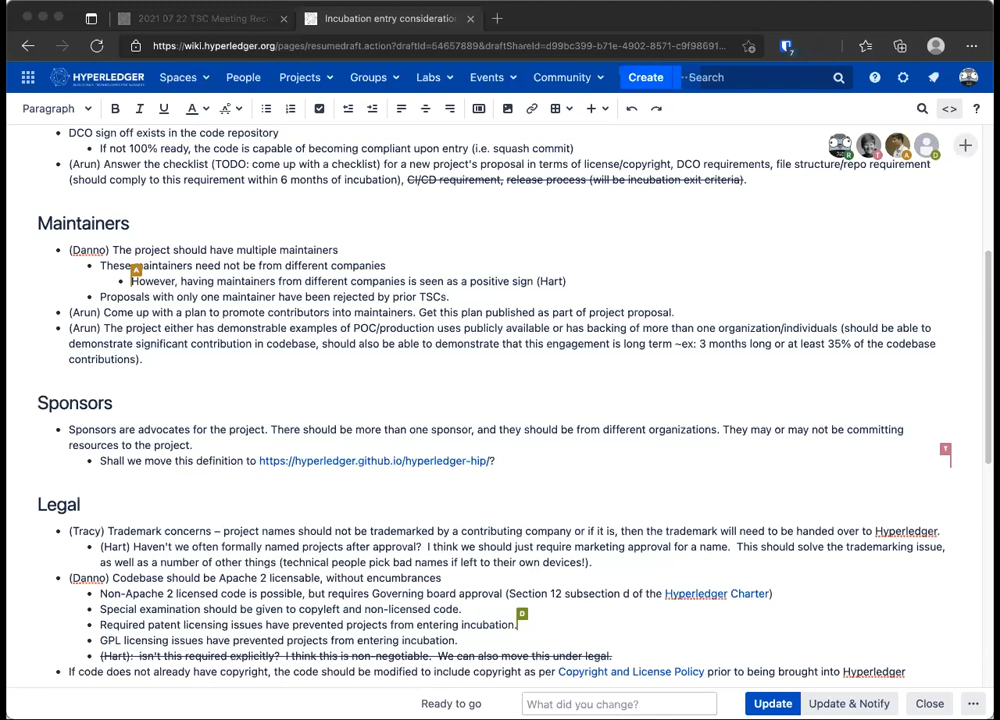 2021 07 22 TSC Meeting Rec
Incubation entry consideration
https://wiki.hyperledger.org/pages/resumedraft.action?draftId=54657889&draftShareId=d99bc399-b71e-4902-8571-c9f98691...
7
HYPERLEDGER
Spaces
People
Projects
Groups
Labs
Events
Community
Create
Search
Paragraph
B I U A
DCO sign off exists in the code repository
If not 100% ready, the code is capable of becoming compliant upon entry (i.e. squash commit)
R T A D
(Arun) Answer the checklist (TODO: come up with a checklist) for a new project's proposal in terms of license/copyright, DCO requirements, file structure/repo requirement
(should comply to this requirement within 6 months of incubation), CI/CD requirement, release process (will be incubation exit criteria).
Maintainers
(Danno) The project should have multiple maintainers
These maintainers need not be from different companies
A
However, having maintainers from different companies is seen as a positive sign (Hart)
Proposals with only one maintainer have been rejected by prior TSCs.
(Arun) Come up with a plan to promote contributors into maintainers. Get this plan published as part of project proposal.
(Arun) The project either has demonstrable examples of POC/production uses publicly available or has backing of more than one organization/individuals (should be able to
demonstrate significant contribution in codebase, should also be able to demonstrate that this engagement is long term ~ex: 3 months long or at least 35% of the codebase
contributions).
Sponsors
Sponsors are advocates for the project. There should be more than one sponsor, and they should be from different organizations. They may or may not be committing
resources to the project.
T
Shall we move this definition to https://hyperledger.github.io/hyperledger-hip/?
Legal
(Tracy) Trademark concerns – project names should not be trademarked by a contributing company or if it is, then the trademark will need to be handed over to Hyperledger.
(Hart) Haven't we often formally named projects after approval? I think we should just require marketing approval for a name. This should solve the trademarking issue,
as well as a number of other things (technical people pick bad names if left to their own devices!).
(Danno) Codebase should be Apache 2 licensable, without encumbrances
Non-Apache 2 licensed code is possible, but requires Governing board approval (Section 12 subsection d of the Hyperledger Charter)
Special examination should be given to copyleft and non-licensed code.
D
Required patent licensing issues have prevented projects from entering incubation.
GPL licensing issues have prevented projects from entering incubation.
(Hart): isn't this required explicitly? I think this is non-negotiable. We can also move this under legal.
If code does not already have copyright, the code should be modified to include copyright as per Copyright and License Policy prior to being brought into Hyperledger
Ready to go
What did you change?
Update
Update & Notify
Close